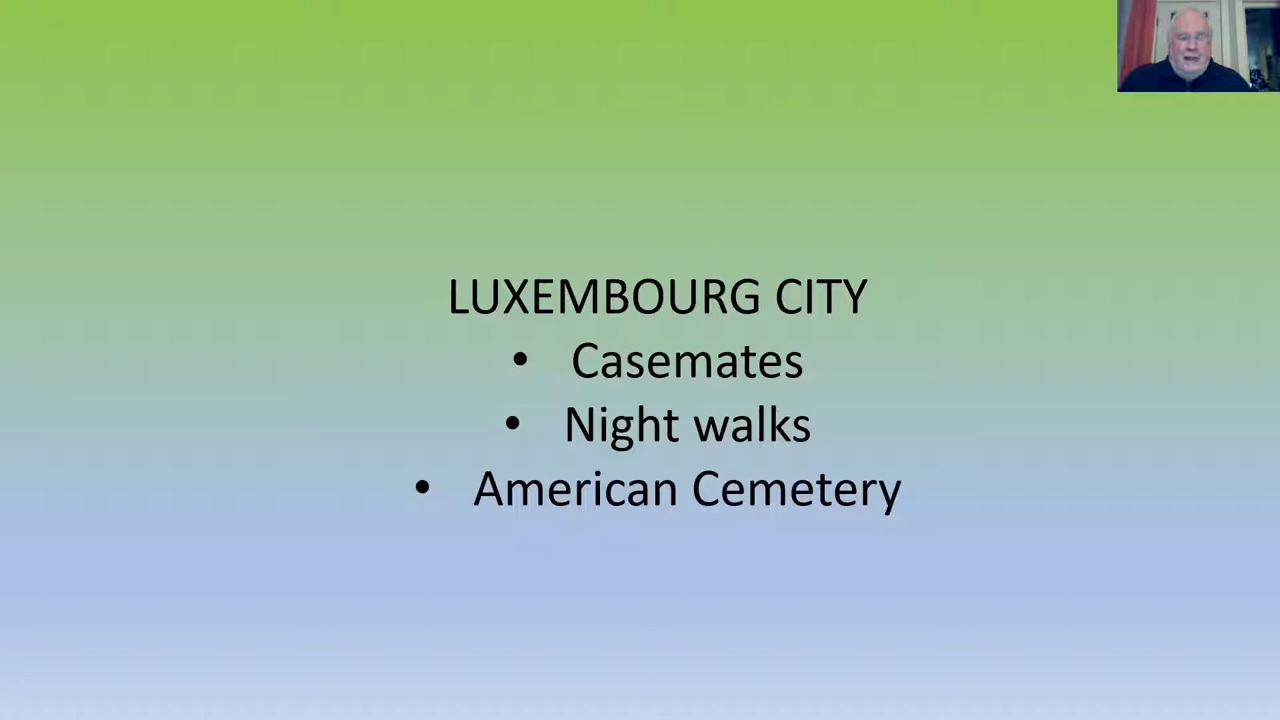 LUXEMBOURG CITY
• Casemates
• Night walks
• American Cemetery